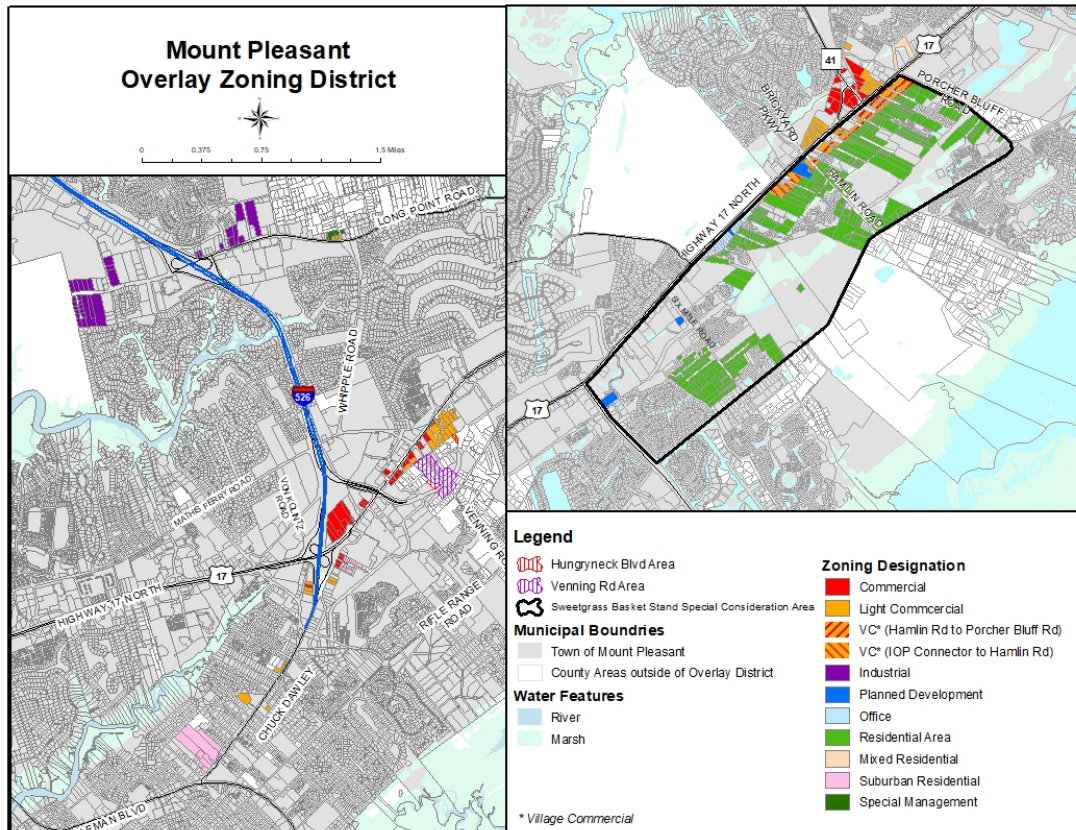 Mount Pleasant
Overlay Zoning District
0 0.375 0.75 1.5 Miles
LONG POINT ROAD
WHIPPLE ROAD
526
MATHIS FERRY ROAD
VON KOLNITZ
ROAD
VENNING RD
17
HIGHWAY 17 NORTH
RIFLE RANGE
ROAD
CHUCK DAWLEY
LEMAN BLVD
17
41
PORCHER BLUFF
ROAD
BRICKYARD
PKWY
HAMLIN ROAD
HIGHWAY 17 NORTH
SIX MILE ROAD
17
Legend
Hungryneck Blvd Area
Venning Rd Area
Sweetgrass Basket Stand Special Consideration Area
Municipal Boundries
Town of Mount Pleasant
County Areas outside of Overlay District
Water Features
River
Marsh
* Village Commercial
Zoning Designation
Commercial
Light Commcercial
VC* (Hamlin Rd to Porcher Bluff Rd)
VC* (IOP Connector to Hamlin Rd)
Industrial
Planned Development
Office
Residential Area
Mixed Residential
Suburban Residential
Special Management